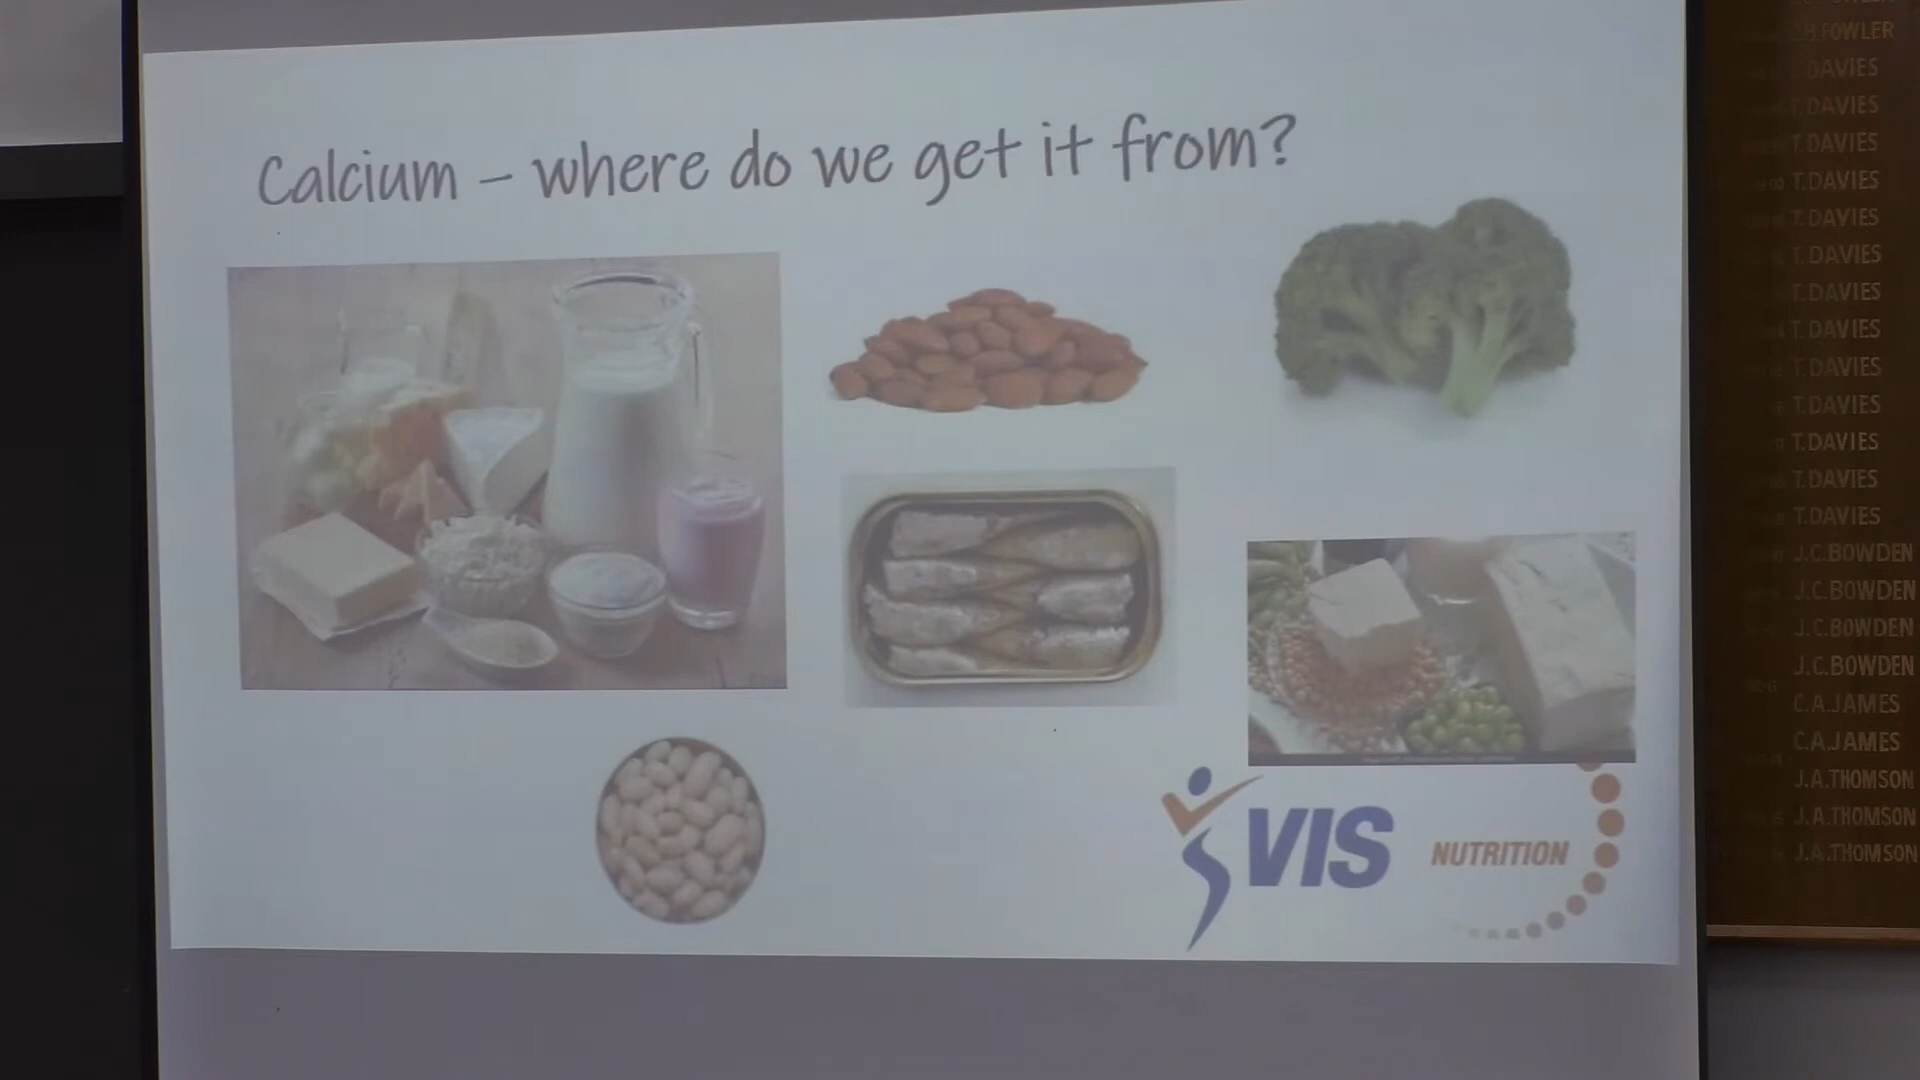 Calcium – where do we get it from?
VIS
NUTRITION
FOWLER
DAVIES
T.DAVIES
T.DAVIES
T.DAVIES
T.DAVIES
T.DAVIES
T.DAVIES
T.DAVIES
T.DAVIES
T.DAVIES
T.DAVIES
T.DAVIES
T.DAVIES
J.C.BOWDEN
J.C.BOWDEN
J.C.BOWDEN
J.C.BOWDEN
C.A.JAMES
C.A.JAMES
J.A.THOMSON
J.A.THOMSON
J.A.THOMSON